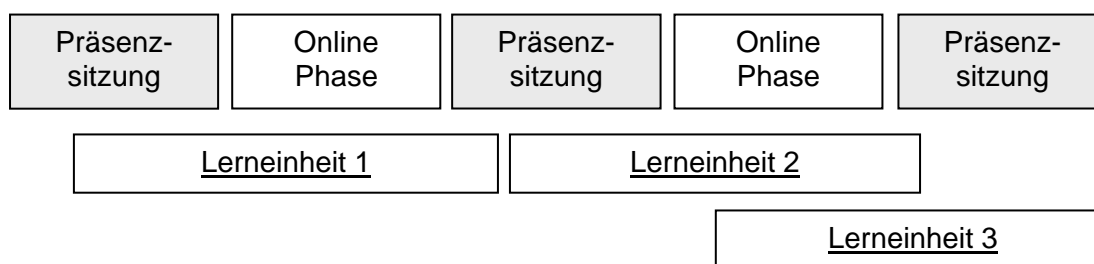 Präsenz-
sitzung
Online
Phase
Präsenz-
sitzung
Online
Phase
Präsenz-
sitzung
Lerneinheit 1
Lerneinheit 2
Lerneinheit 3